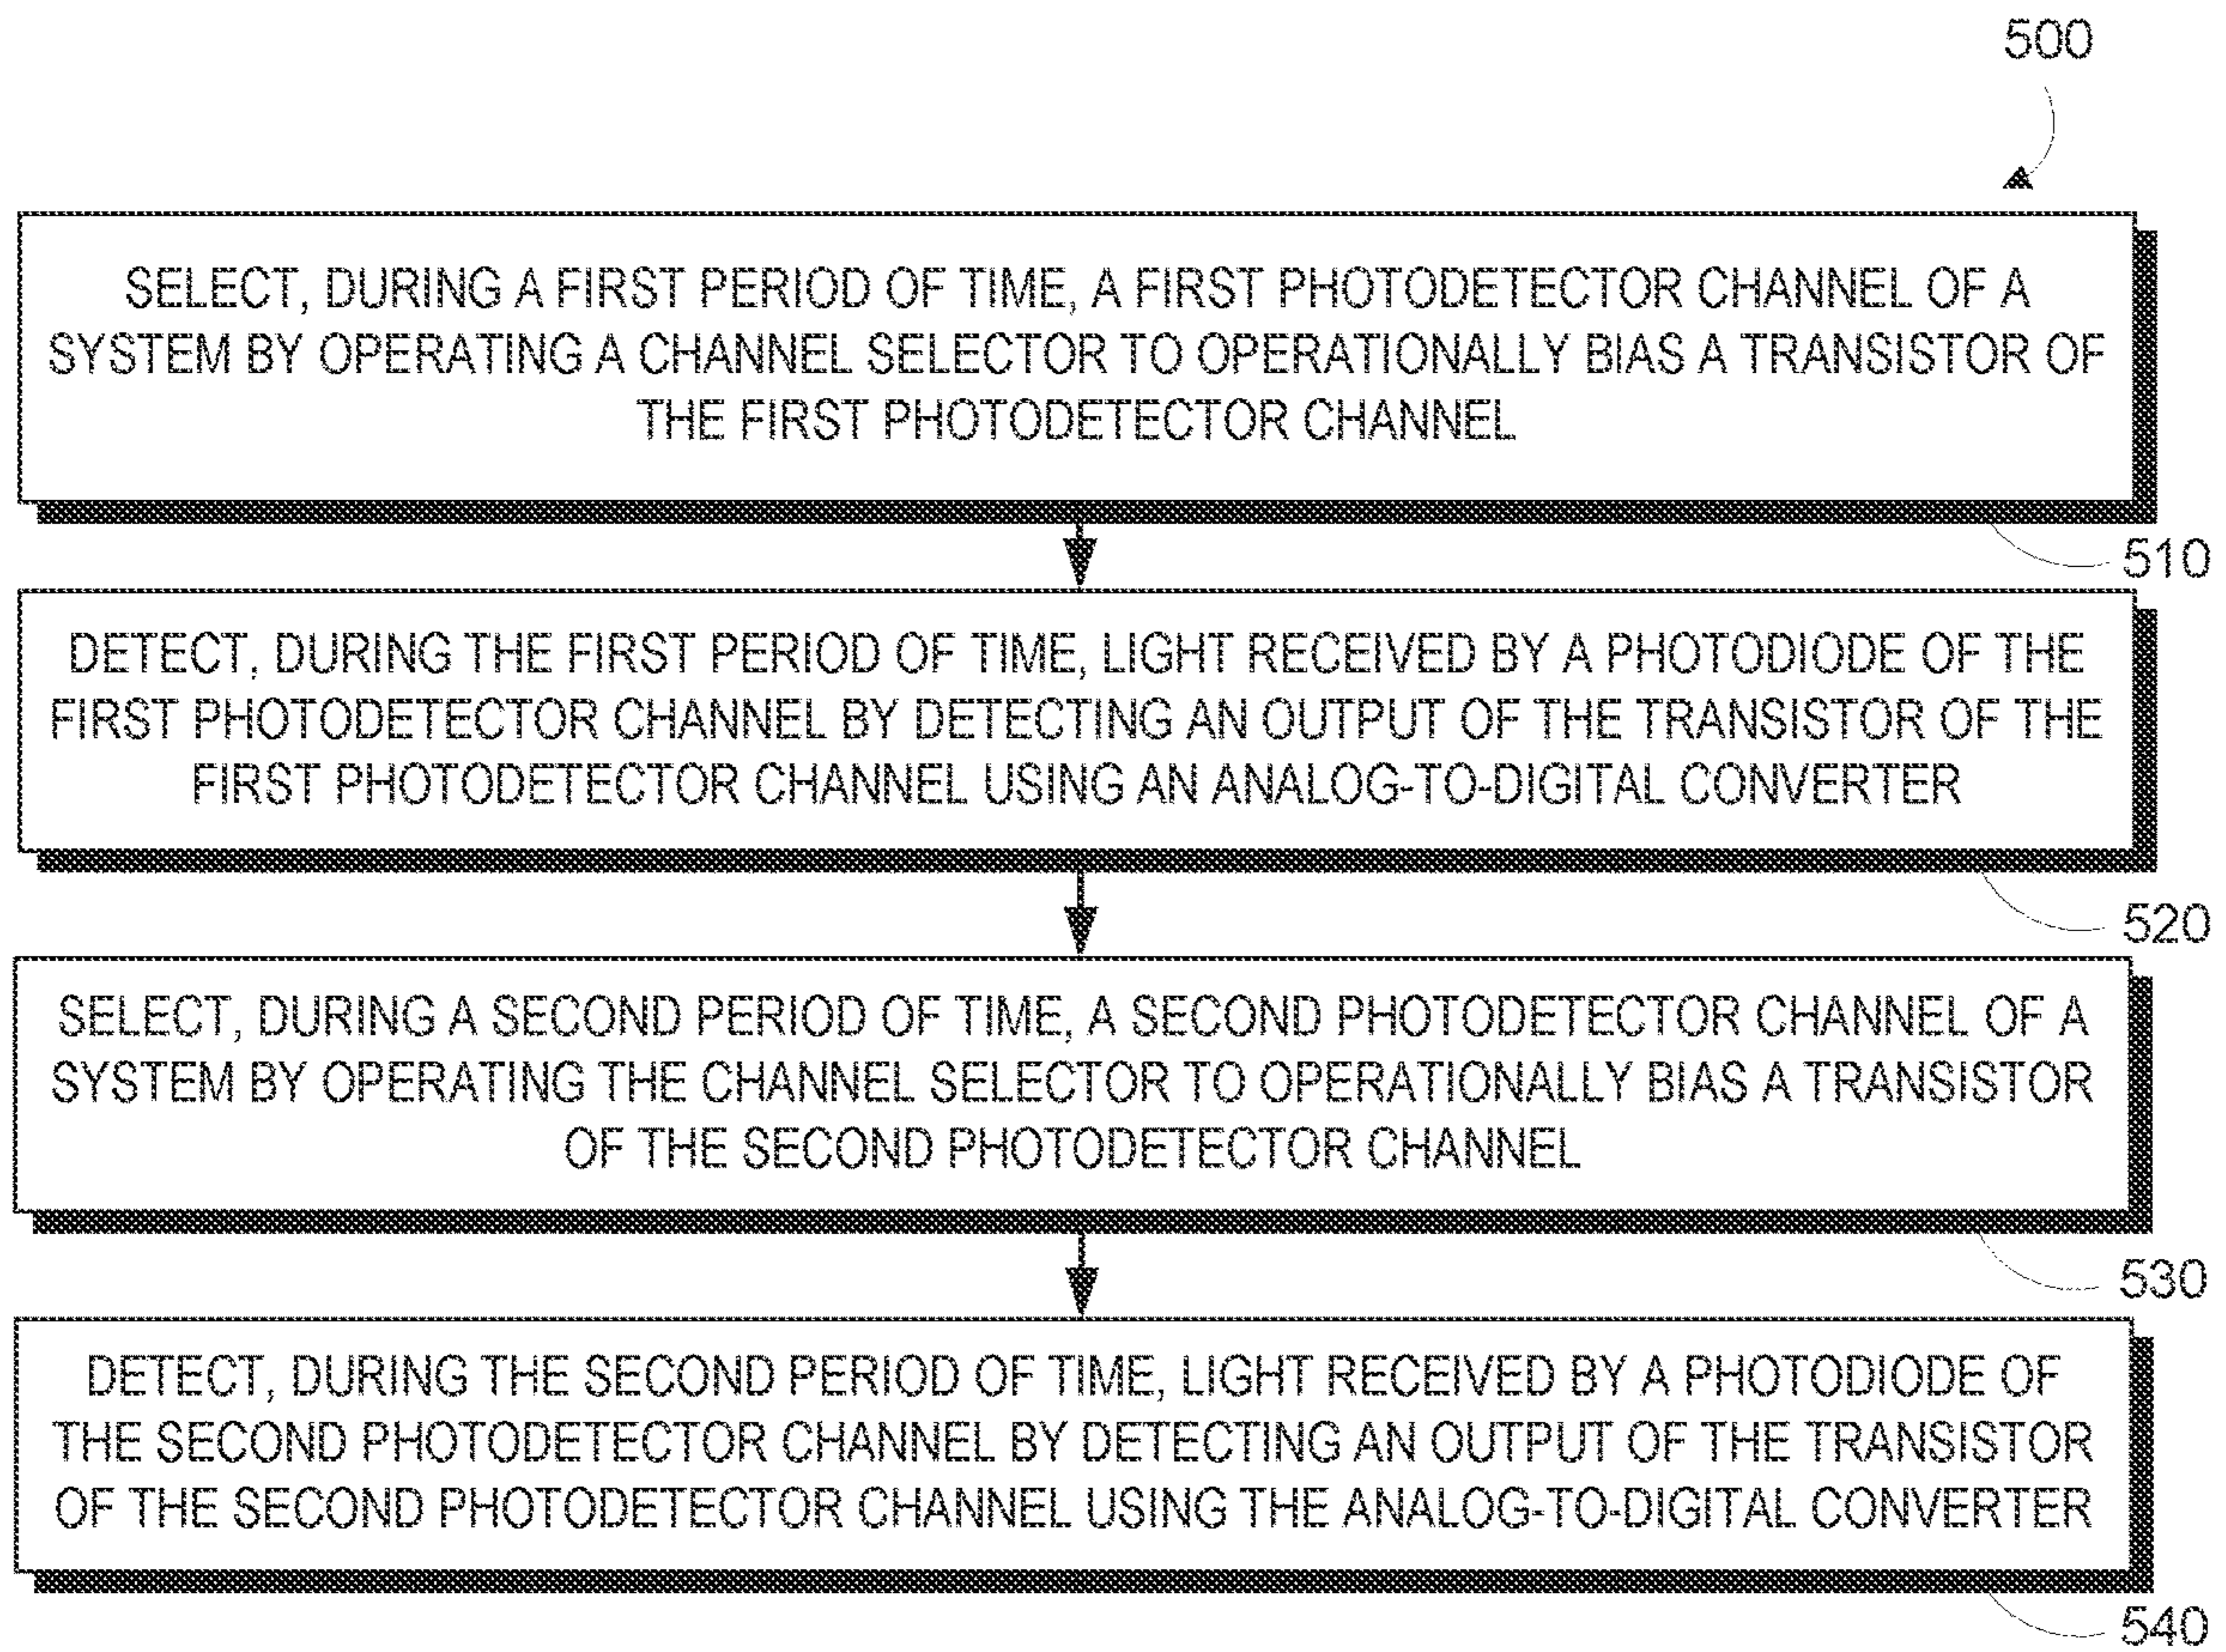 500
SELECT, DURING A FIRST PERIOD OF TIME, A FIRST PHOTODETECTOR CHANNEL OF A
SYSTEM BY OPERATING A CHANNEL SELECTOR TO OPERATIONALLY BIAS A TRANSISTOR OF
THE FIRST PHOTODETECTOR CHANNEL
510
DETECT, DURING THE FIRST PERIOD OF TIME, LIGHT RECEIVED BY A PHOTODIODE OF THE
FIRST PHOTODETECTOR CHANNEL BY DETECTING AN OUTPUT OF THE TRANSISTOR OF THE
FIRST PHOTODETECTOR CHANNEL USING AN ANALOG-TO-DIGITAL CONVERTER
520
SELECT, DURING A SECOND PERIOD OF TIME, A SECOND PHOTODETECTOR CHANNEL OF A
SYSTEM BY OPERATING THE CHANNEL SELECTOR TO OPERATIONALLY BIAS A TRANSISTOR
OF THE SECOND PHOTODETECTOR CHANNEL
530
DETECT, DURING THE SECOND PERIOD OF TIME, LIGHT RECEIVED BY A PHOTODIODE OF
THE SECOND PHOTODETECTOR CHANNEL BY DETECTING AN OUTPUT OF THE TRANSISTOR
OF THE SECOND PHOTODETECTOR CHANNEL USING THE ANALOG-TO-DIGITAL CONVERTER
540